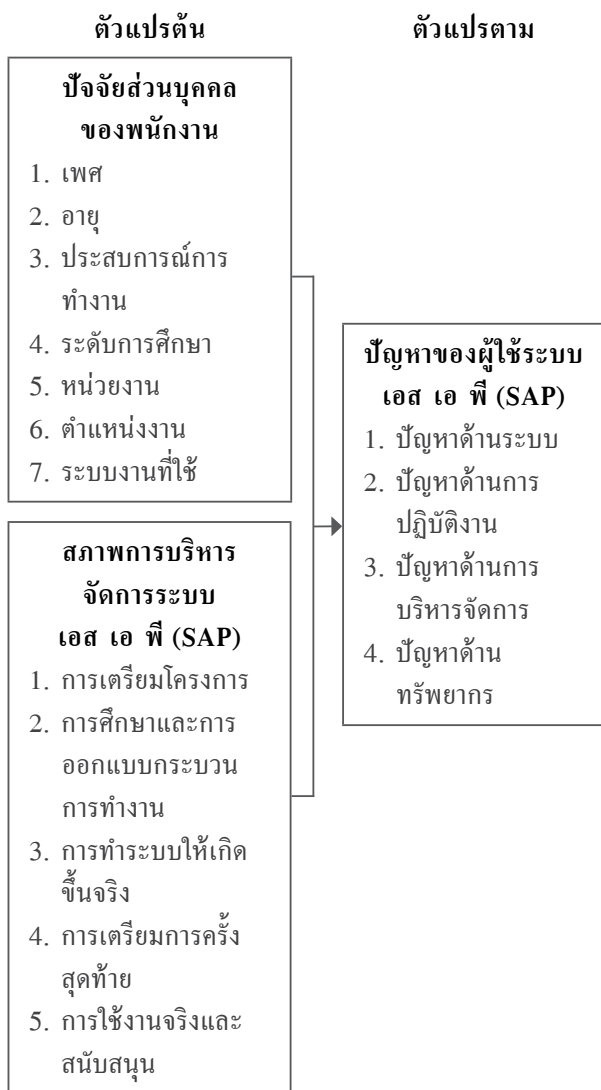 ตัวแปรต้น
ตัวแปรตาม
ปัจจัยส่วนบุคคล
ของพนักงาน
1. เพศ
2. อายุ
3. ประสบการณ์การ
ทำงาน
4. ระดับการศึกษา
5. หน่วยงาน
6. ตำแหน่งงาน
7. ระบบงานที่ใช้
สภาพการบริหาร
จัดการระบบ
เอส เอ พี (SAP)
1. การเตรียมโครงการ
2. การศึกษาและการ
ออกแบบกระบวน
การทำงาน
3. การทำระบบให้เกิด
ขึ้นจริง
4. การเตรียมการครั้ง
สุดท้าย
5. การใช้งานจริงและ
สนับสนุน
ปัญหาของผู้ใช้ระบบ
เอส เอ พี (SAP)
1. ปัญหาด้านระบบ
2. ปัญหาด้านการ
ปฏิบัติงาน
3. ปัญหาด้านการ
บริหารจัดการ
4. ปัญหาด้าน
ทรัพยากร